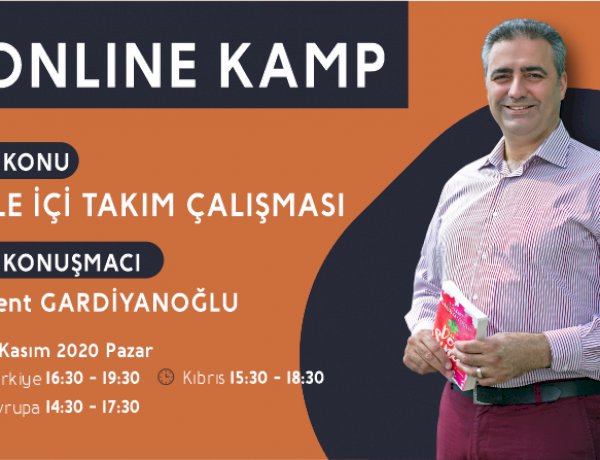 ONLINE KAMP
KONU
LE İÇİ TAKIM ÇALIŞMASI
KONUŞMACI
ent GARDİYANOĞLU
Kasım 2020 Pazar
rkiye 16:30 - 19:30 Kıbrıs 15:30 - 18:30
vrupa 14:30 - 17:30